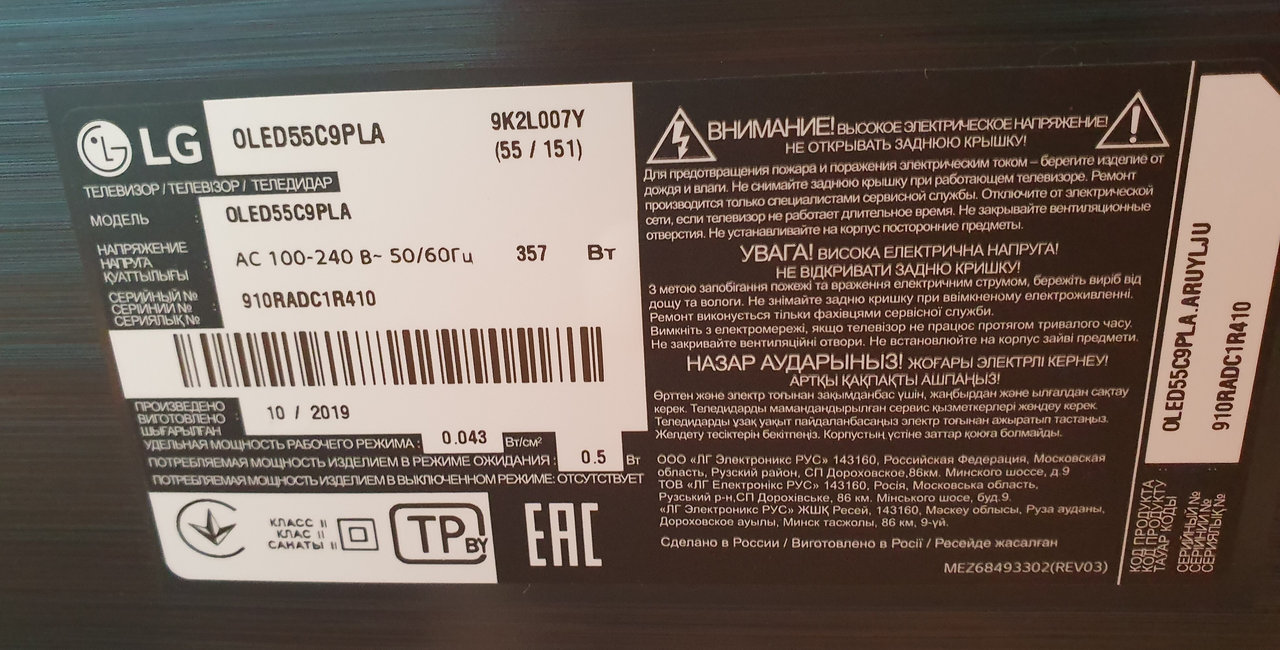 LG
OLED55C9PLA
9K2L007Y
(55 / 151)
ТЕЛЕВИЗОР / ТЕЛЕВІЗОР / ТЕЛЕДИДАР
МОДЕЛЬ
OLED55C9PLA
НАПРЯЖЕНИЕ
НАПРУГА
ҚУАТТЫЛЫҒЫ
AC 100-240 В~ 50/60Гц 357 Вт
СЕРИЙНЫЙ №
СЕРІЙНИЙ №
СЕРИЯЛЫҚ №
910RADC1R410
ПРОИЗВЕДЕНО
ВИГОТОВЛЕНО
ШЫҒАРЫЛҒАН
10 / 2019
УДЕЛЬНАЯ МОЩНОСТЬ РАБОЧЕГО РЕЖИМА : 0.043 Вт/см²
ПОТРЕБЛЯЕМАЯ МОЩНОСТЬ ИЗДЕЛИЕМ В РЕЖИМЕ ОЖИДАНИЯ : 0.5 Вт
ПОТРЕБЛЯЕМАЯ МОЩНОСТЬ ИЗДЕЛИЕМ В ВЫКЛЮЧЕННОМ РЕЖИМЕ: ОТСУТСТВУЕТ
КЛАСС II
КЛАС II
САНАТЫ II
TP BY
EAC
ВНИМАНИЕ! ВЫСОКОЕ ЭЛЕКТРИЧЕСКОЕ НАПРЯЖЕНИЕ!
НЕ ОТКРЫВАТЬ ЗАДНЮЮ КРЫШКУ!
Для предотвращения пожара и поражения электрическим током – берегите изделие от
дождя и влаги. Не снимайте заднюю крышку при работающем телевизоре. Ремонт
производится только специалистами сервисной службы. Отключите от электрической
сети, если телевизор не работает длительное время. Не закрывайте вентиляционные
отверстия. Не устанавливайте на корпус посторонние предметы.
УВАГА! ВИСОКА ЕЛЕКТРИЧНА НАПРУГА!
НЕ ВІДКРИВАТИ ЗАДНЮ КРИШКУ!
З метою запобігання пожежі та враження електричним струмом, бережіть виріб від
дощу та вологи. Не знімайте задню кришку при ввімкненому електроживленні.
Ремонт виконується тільки фахівцями сервісної служби.
Вимкніть з електромережі, якщо телевізор не працює протягом тривалого часу.
Не закривайте вентиляційні отвори. Не встановлюйте на корпус зайві предмети.
НАЗАР АУДАРЫҢЫЗ! ЖОҒАРЫ ЭЛЕКТРЛІ КЕРНЕУ!
АРТҚЫ ҚАҚПАҚТЫ АШПАҢЫЗ!
Өрттен және электр тоғынан зақымданбас үшін, жаңбырдан және ылғалдан сақтау
керек. Теледидарды мамандандырылған сервис қызметкерлері жөндеу керек.
Теледидарды ұзақ уақыт пайдаланбасаңыз электр тоғынан ажыратып тастаңыз.
Желдету тесіктерін бекітпеңіз. Корпустың үстіне заттар қоюға болмайды.
ООО «ЛГ Электроникс РУС» 143160, Российская Федерация, Московская
область, Рузский район, СП Дороховское,86км. Минского шоссе, д.9
ТОВ «ЛГ Електронікс РУС» 143160, Росія, Московська область,
Рузський р-н,СП Дорохівське, 86 км. Мінського шосе, буд.9.
«ЛГ Электроникс РУС» ЖШҚ Ресей, 143160, Маскеу облысы, Руза ауданы,
Дороховское ауылы, Минск тасжолы, 86 км, 9-үй.
Сделано в России / Виготовлено в Росії / Ресейде жасалған
MEZ68493302(REV03)
КОД ПРОДУКТА
КОД ПРОДУКТУ
ТАУАР КОДЫ
OLED55C9PLA.ARUYLJU
СЕРИЙНЫЙ №
СЕРІЙНИЙ №
СЕРИЯЛЫҚ №
910RADC1R410